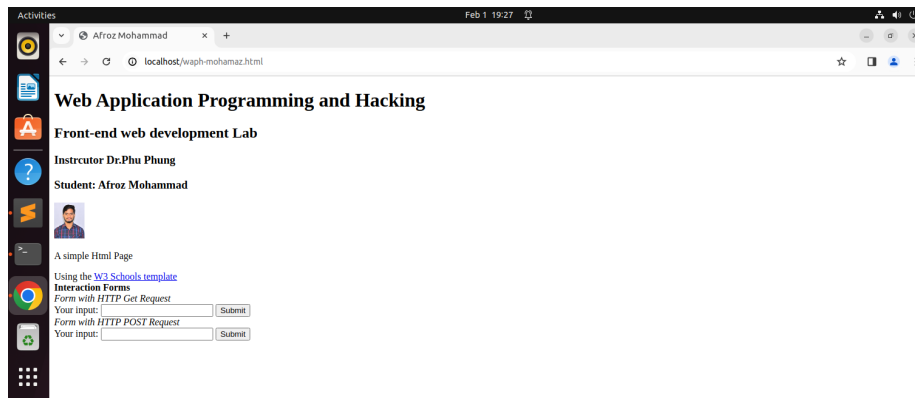 Activities
Feb 1 19:27
Afroz Mohammad
localhost/waph-mohamaz.html
Web Application Programming and Hacking
Front-end web development Lab
Instrcutor Dr.Phu Phung
Student: Afroz Mohammad
A simple Html Page
Using the W3 Schools template
Interaction Forms
Form with HTTP Get Request
Your input: Submit
Form with HTTP POST Request
Your input: Submit